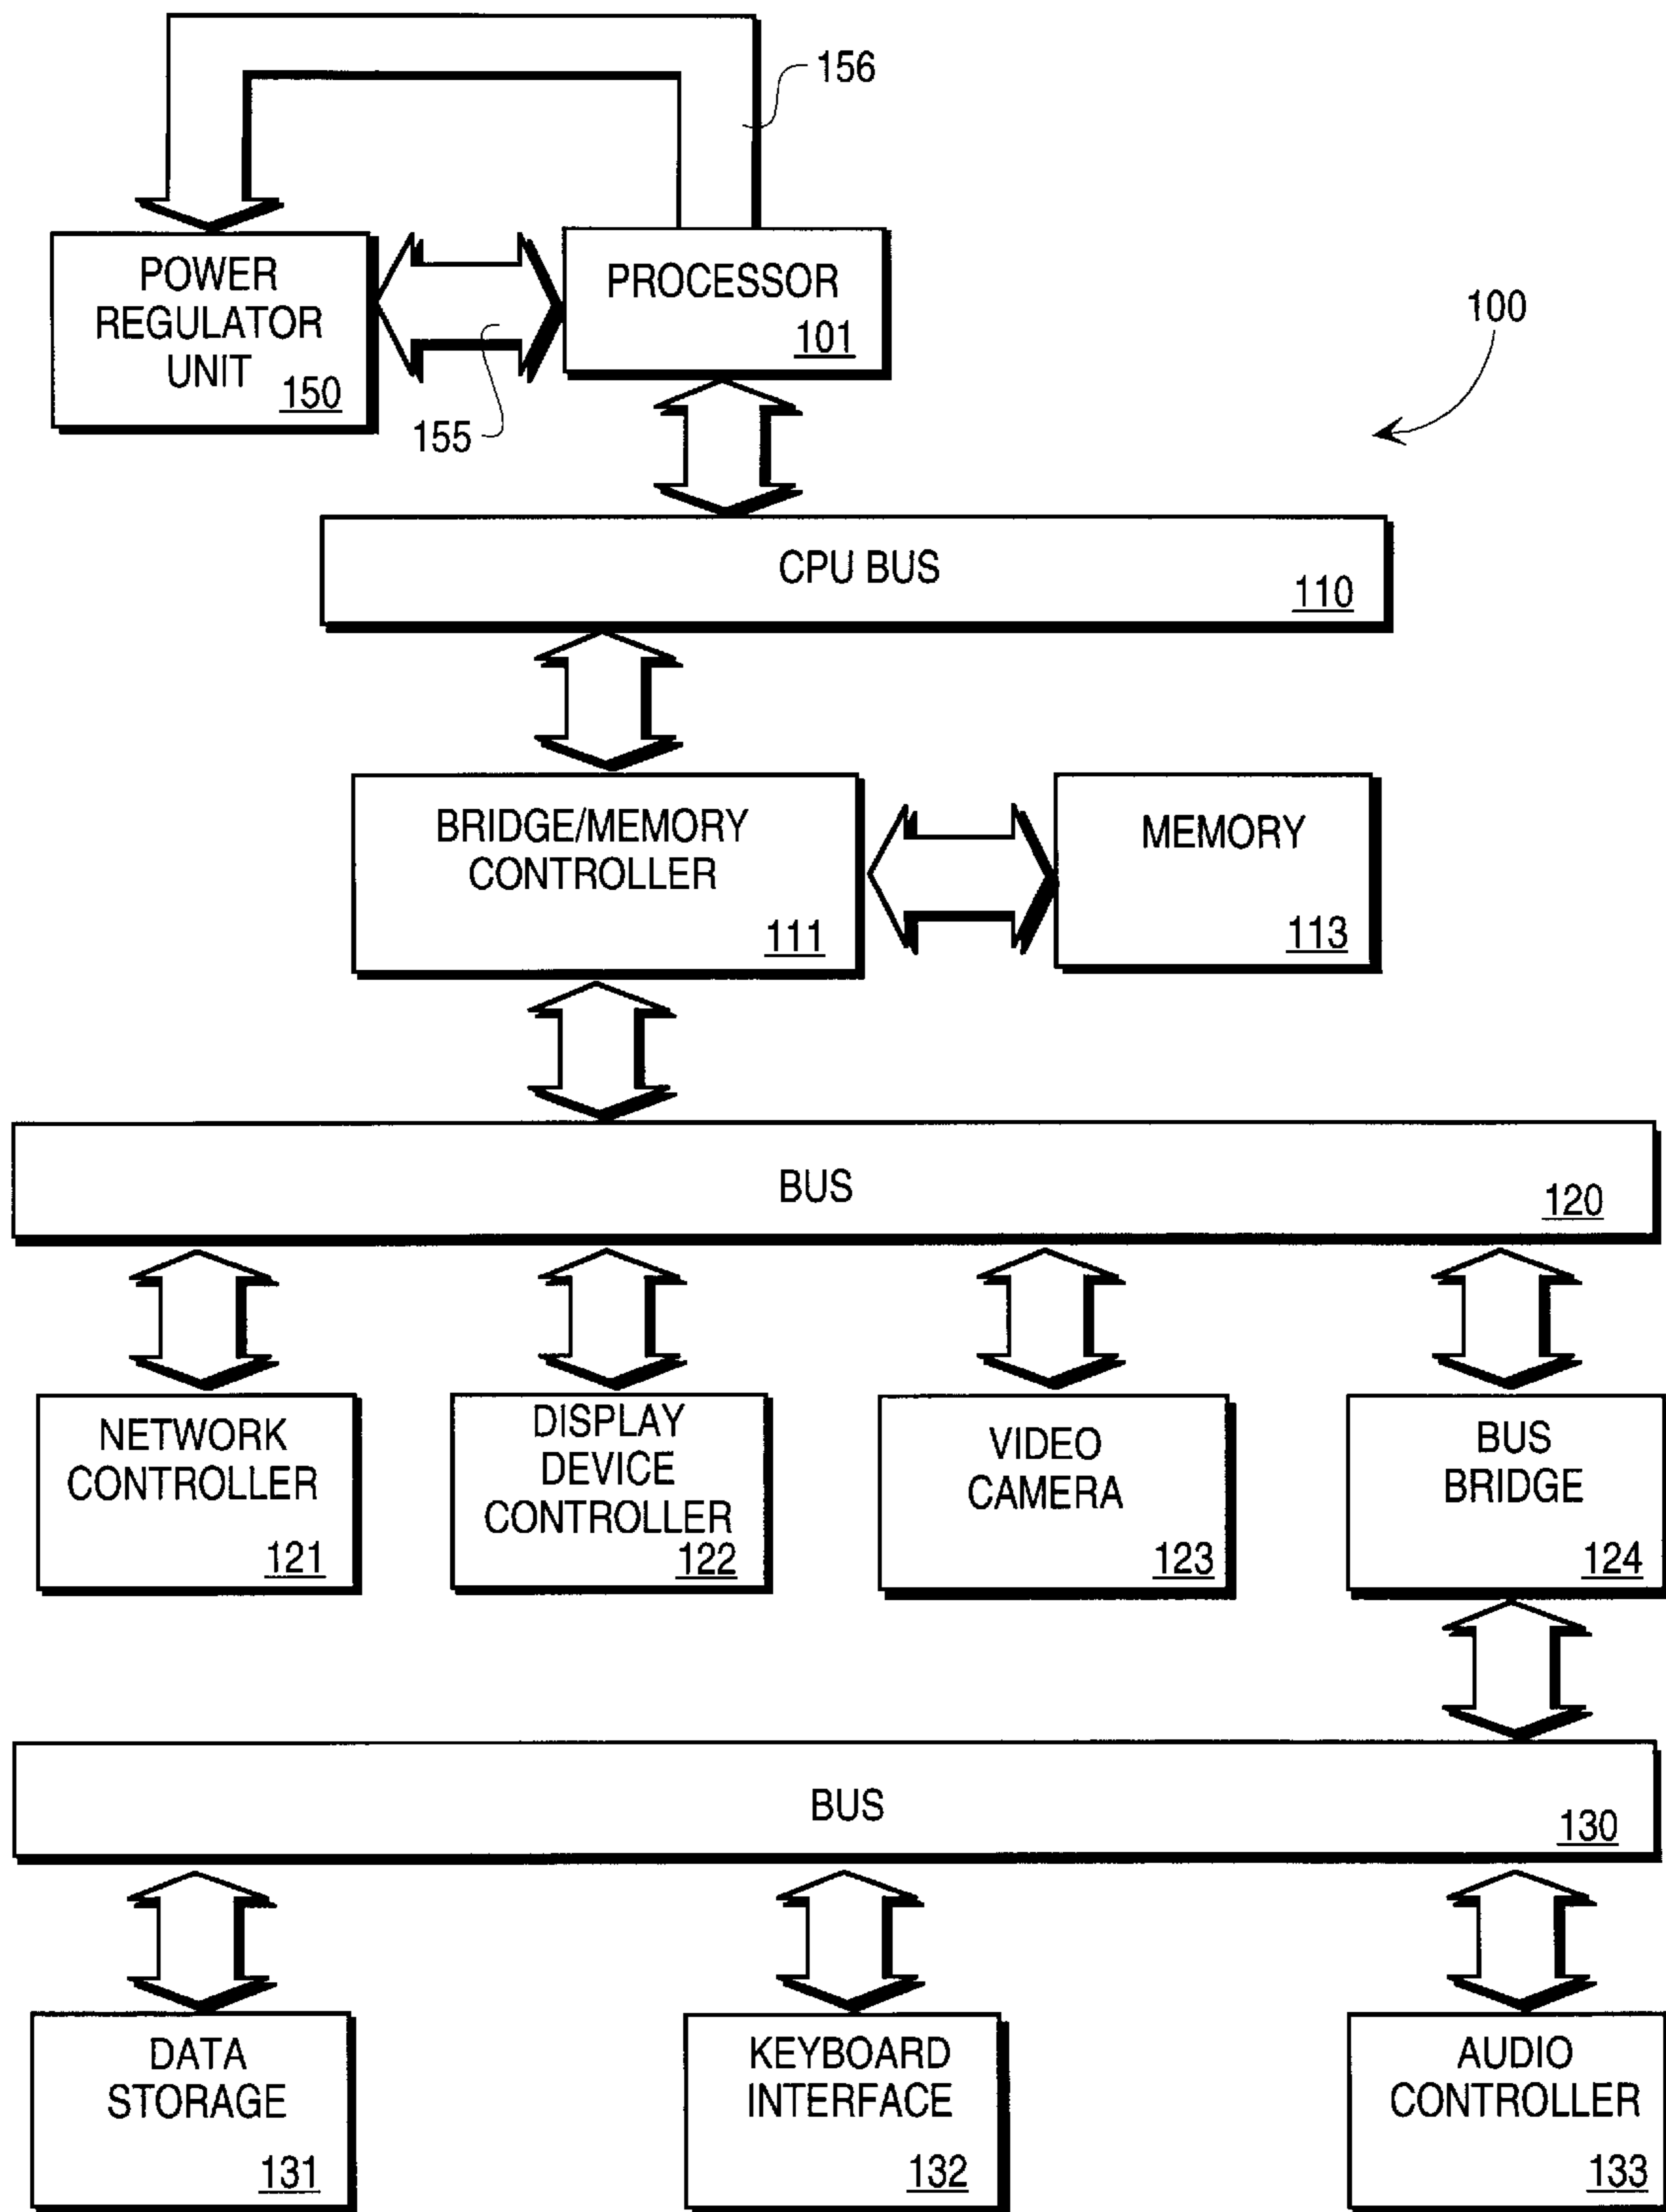 156
POWER
REGULATOR
UNIT
150
155
PROCESSOR
101
100
CPU BUS
110
BRIDGE/MEMORY
CONTROLLER
111
MEMORY
113
BUS
120
NETWORK
CONTROLLER
121
DISPLAY
DEVICE
CONTROLLER
122
VIDEO
CAMERA
123
BUS
BRIDGE
124
BUS
130
DATA
STORAGE
131
KEYBOARD
INTERFACE
132
AUDIO
CONTROLLER
133